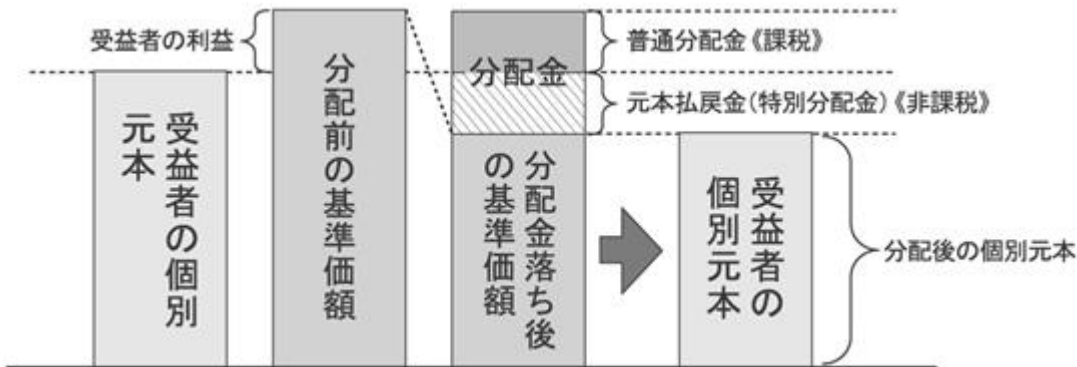 受益者の利益
受益者の個別
元本
分配前の基準価額
分配金
分配金落ち後
の基準価額
普通分配金《課税》
元本払戻金(特別分配金)《非課税》
受益者の
個別元本
分配後の個別元本